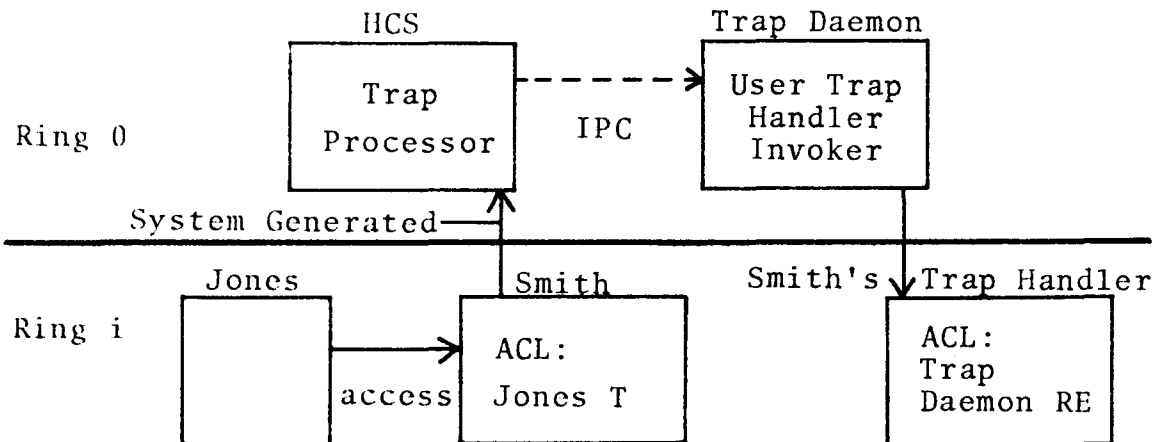 HCS
Trap Daemon
Trap
Processor
IPC
User Trap
Handler
Invoker
Ring 0
System Generated
Jones
Smith
Smith's Trap Handler
Ring i
access
ACL:
Jones T
ACL:
Trap
Daemon RE